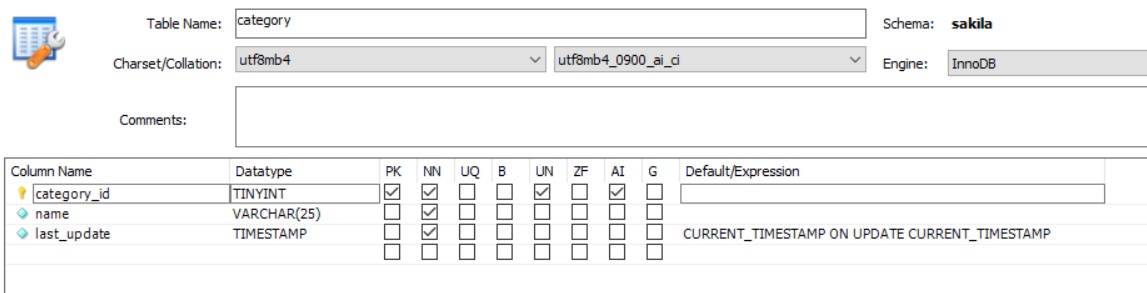 Table Name: category Schema: sakila
Charset/Collation: utf8mb4 utf8mb4_0900_ai_ci Engine: InnoDB
Comments:
Column Name Datatype PK NN UQ B UN ZF AI G Default/Expression
category_id TINYINT
name VARCHAR(25)
last_update TIMESTAMP CURRENT_TIMESTAMP ON UPDATE CURRENT_TIMESTAMP